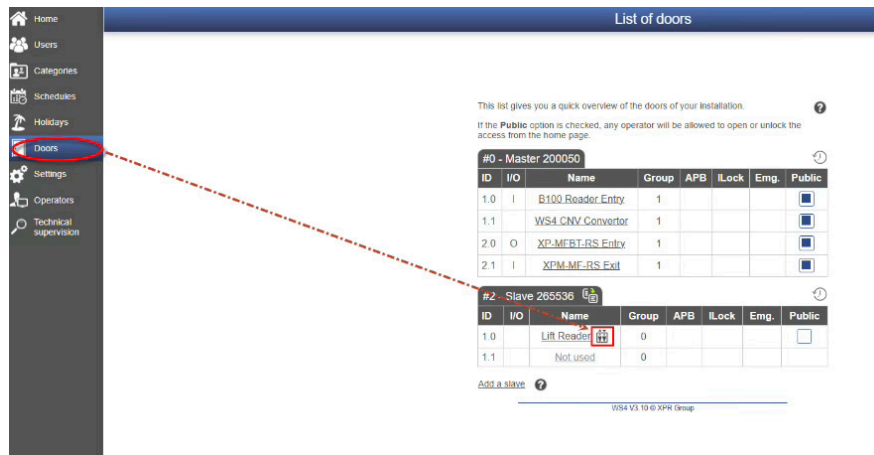 Home
List of doors
Users
Categories
Schedules
Holidays
Doors
Settings
Operators
Technical
supervision
This list gives you a quick overview of the doors of your installation.
If the Public option is checked, any operator will be allowed to open or unlock the
access from the home page.
#0 - Master 200050
ID I/O Name Group APB ILock Emg. Public
1.0 I B100 Reader Entry 1
1.1 WS4 CNV Convertor 1
2.0 O XP-MFBT-RS Entry 1
2.1 I XPM-MF-RS Exit 1
#2 - Slave 265536
ID I/O Name Group APB ILock Emg. Public
1.0 Lift Reader 0
1.1 Not used 0
Add a slave
WS4 V3.10 © XPR Group